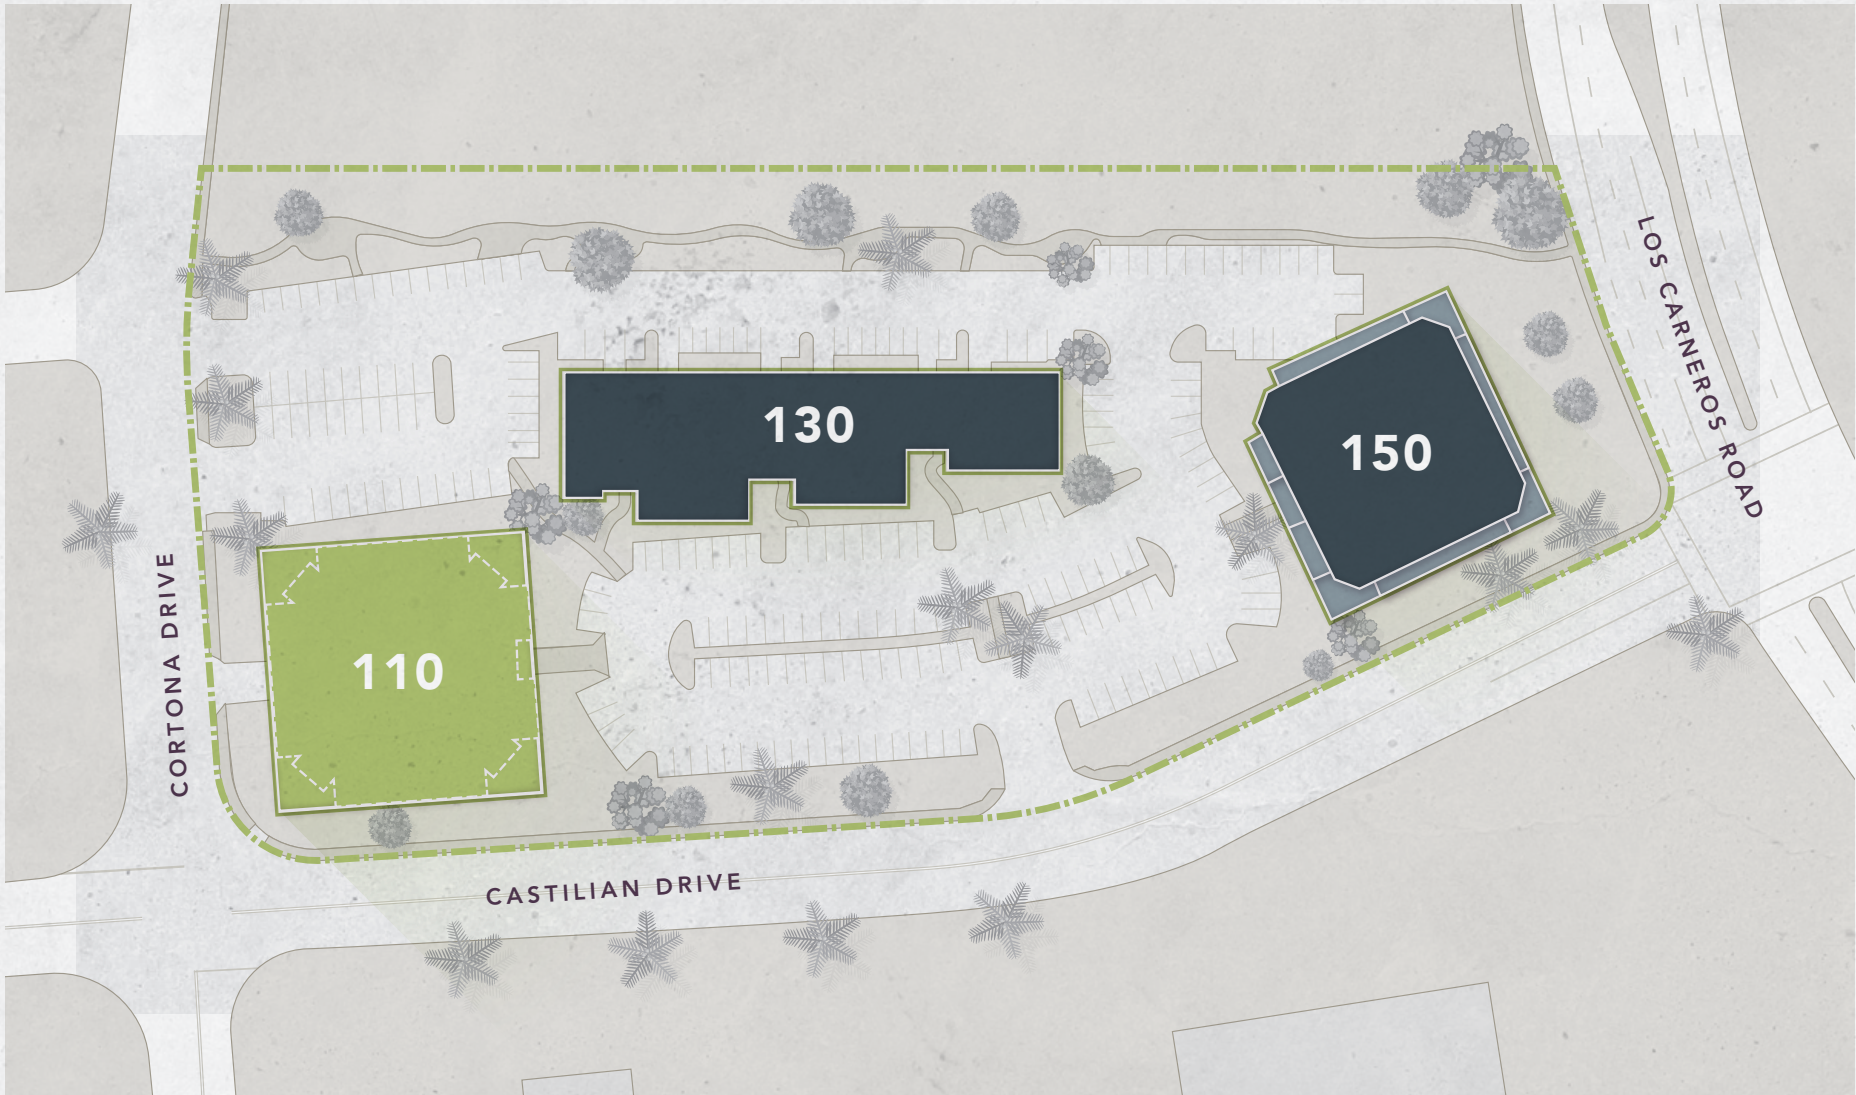 130
150
110
LOS CARNEROS ROAD
CORTONA DRIVE
CASTILIAN DRIVE